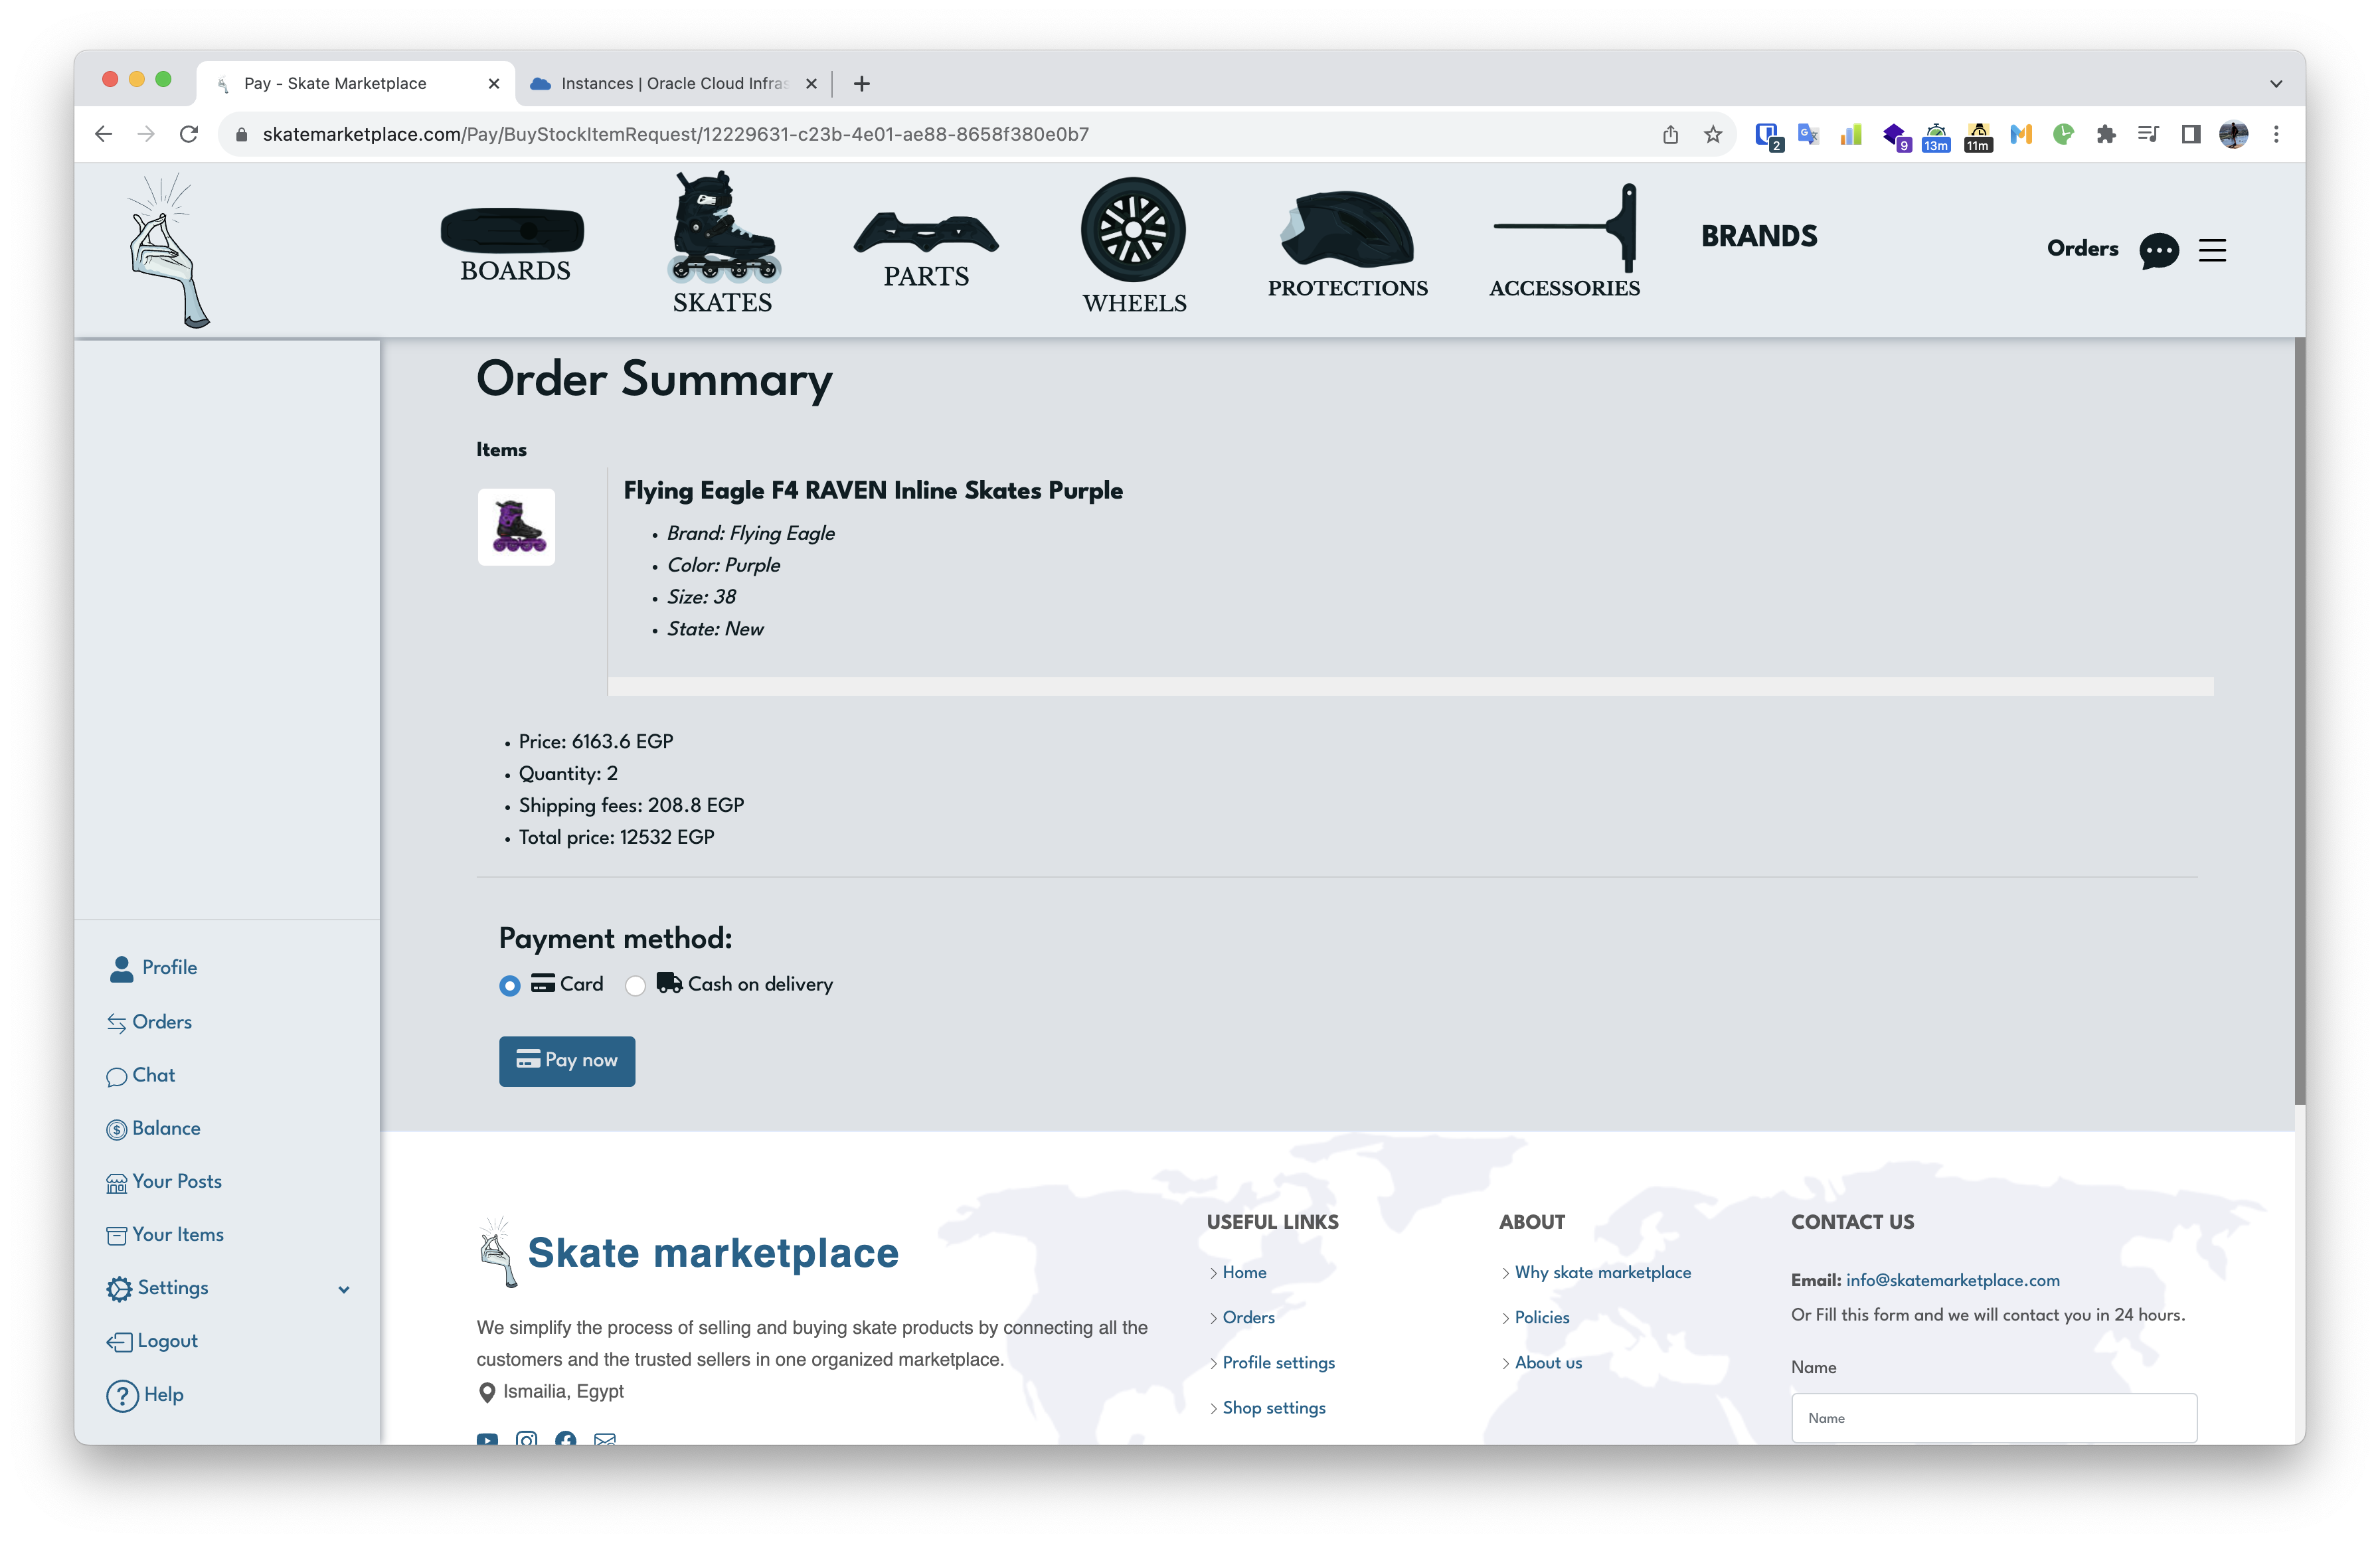 Pay - Skate Marketplace
Instances | Oracle Cloud Infras
skatemarketplace.com/Pay/BuyStockItemRequest/12229631-c23b-4e01-ae88-8658f380e0b7
2
9
13m
11m
BOARDS
SKATES
PARTS
WHEELS
PROTECTIONS
ACCESSORIES
BRANDS
Orders
Order Summary
Items
Flying Eagle F4 RAVEN Inline Skates Purple
• Brand: Flying Eagle
• Color: Purple
• Size: 38
• State: New
• Price: 6163.6 EGP
• Quantity: 2
• Shipping fees: 208.8 EGP
• Total price: 12532 EGP
Payment method:
Card
Cash on delivery
Pay now
Profile
Orders
Chat
Balance
Your Posts
Your Items
Settings
Logout
Help
Skate marketplace
We simplify the process of selling and buying skate products by connecting all the
customers and the trusted sellers in one organized marketplace.
Ismailia, Egypt
USEFUL LINKS
Home
Orders
Profile settings
Shop settings
ABOUT
Why skate marketplace
Policies
About us
CONTACT US
Email: info@skatemarketplace.com
Or Fill this form and we will contact you in 24 hours.
Name
Name